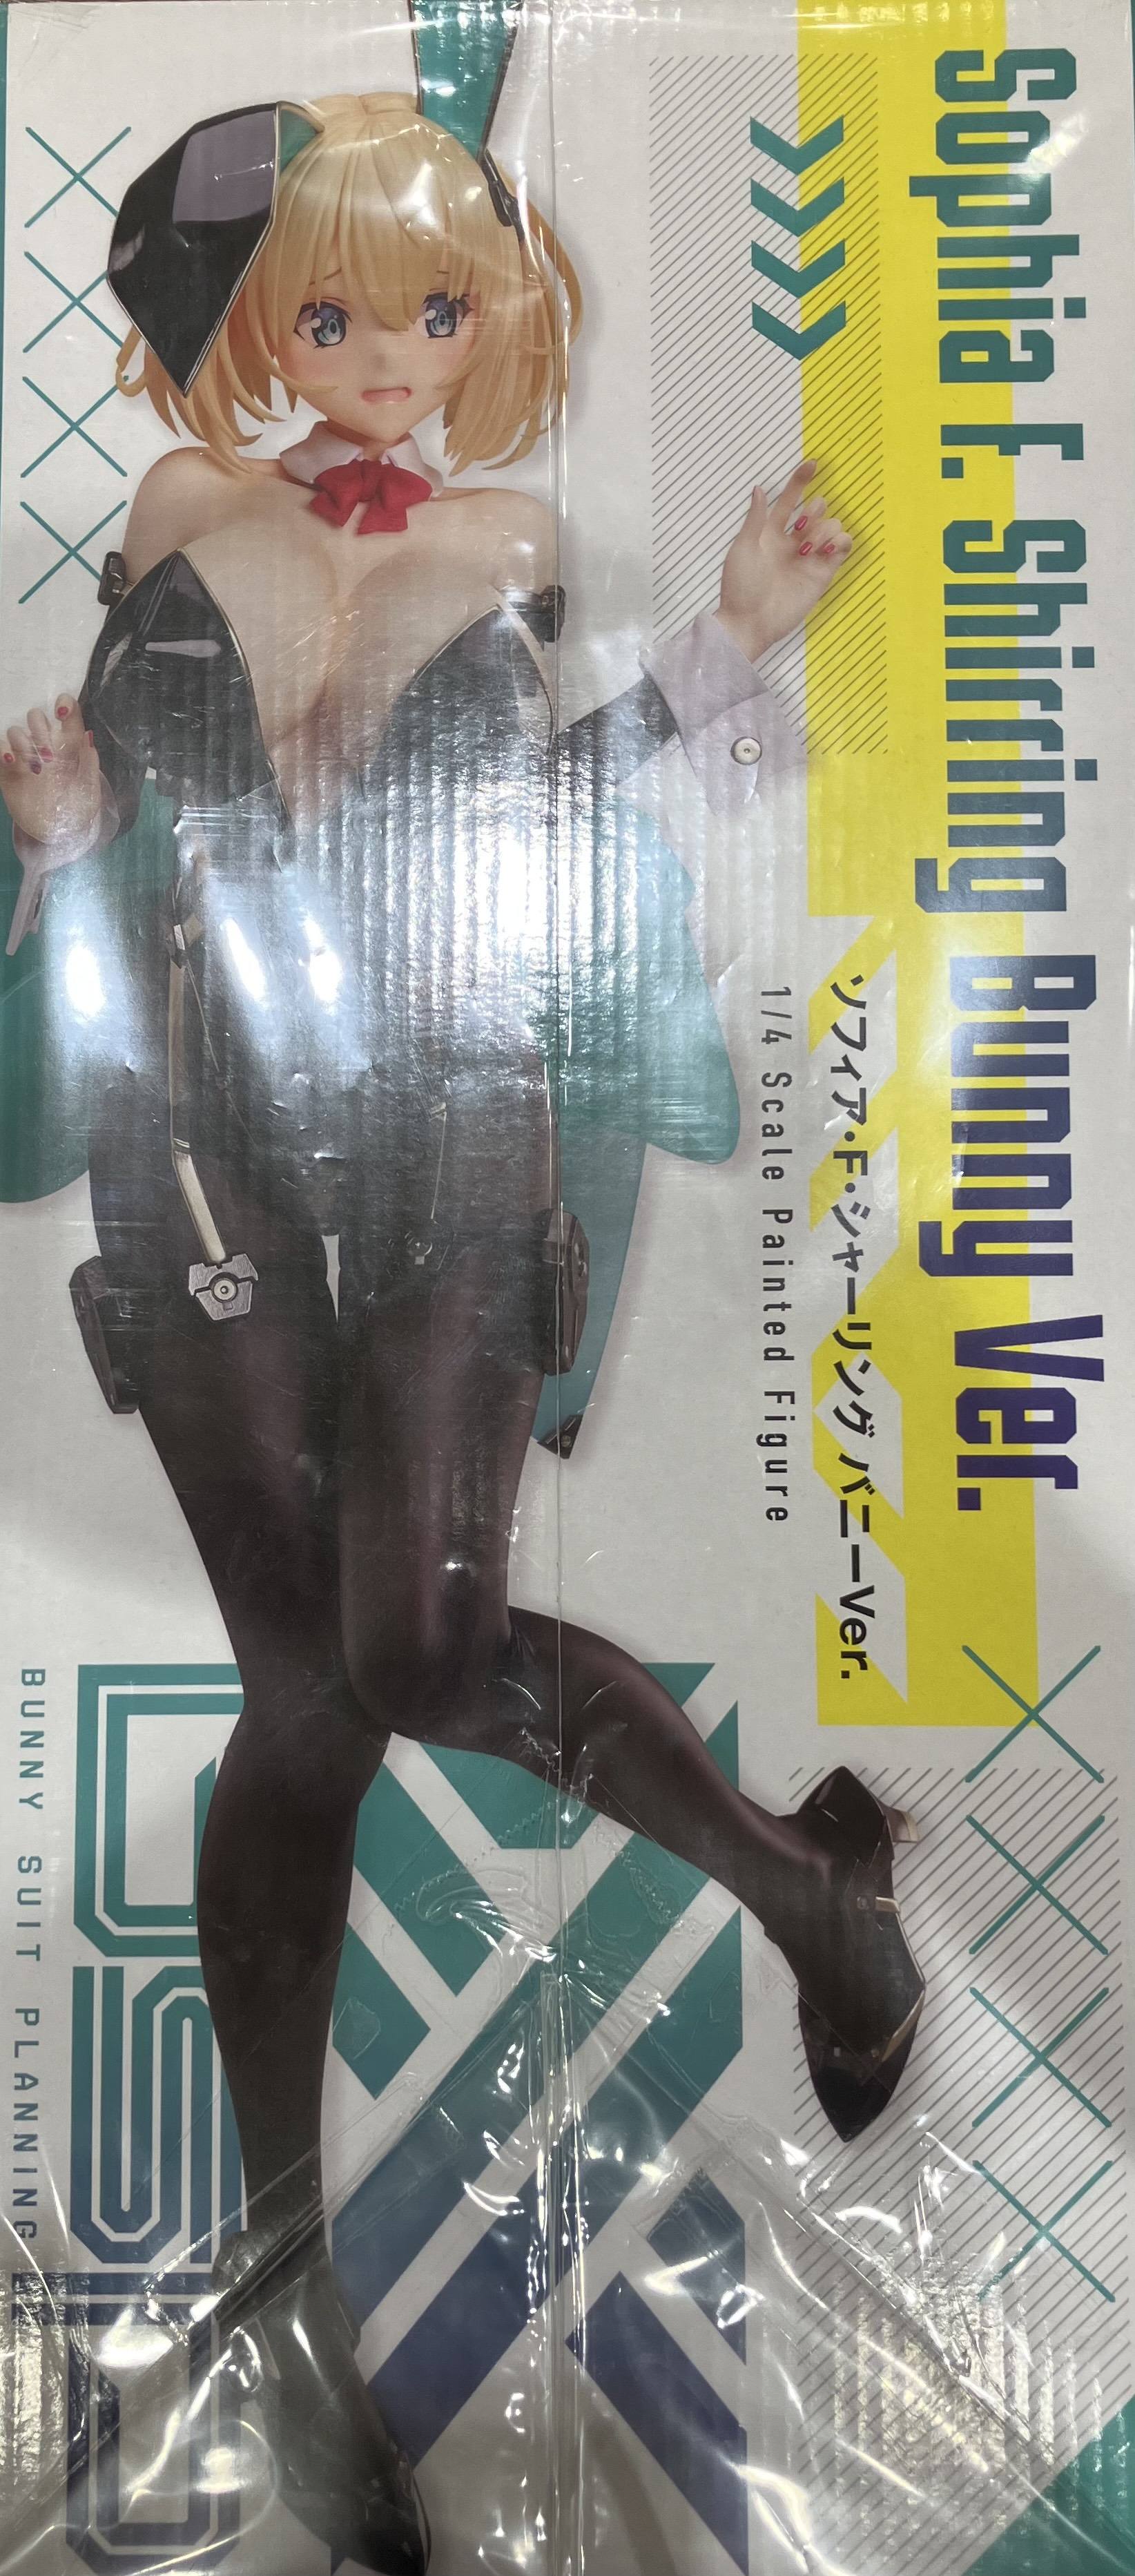 Sophia F. Shirring Bunny Ver.
ソフィア・F・シャーリング バニーVer.
1/4 Scale Painted Figure
BUNNY SUIT PLANNING